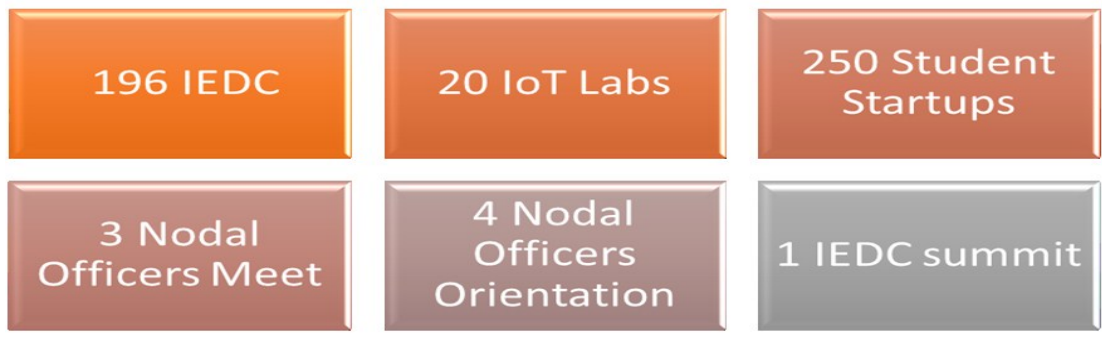 196 IEDC
20 IoT Labs
250 Student
Startups
3 Nodal
Officers Meet
4 Nodal
Officers
Orientation
1 IEDC summit